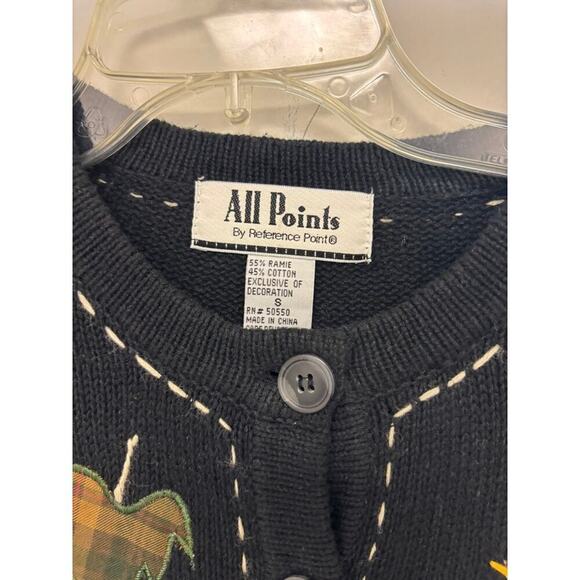 All Points
By Reference Point®
55% RAMIE
45% COTTON
EXCLUSIVE OF
DECORATION
S
RN# 50550
MADE IN CHINA